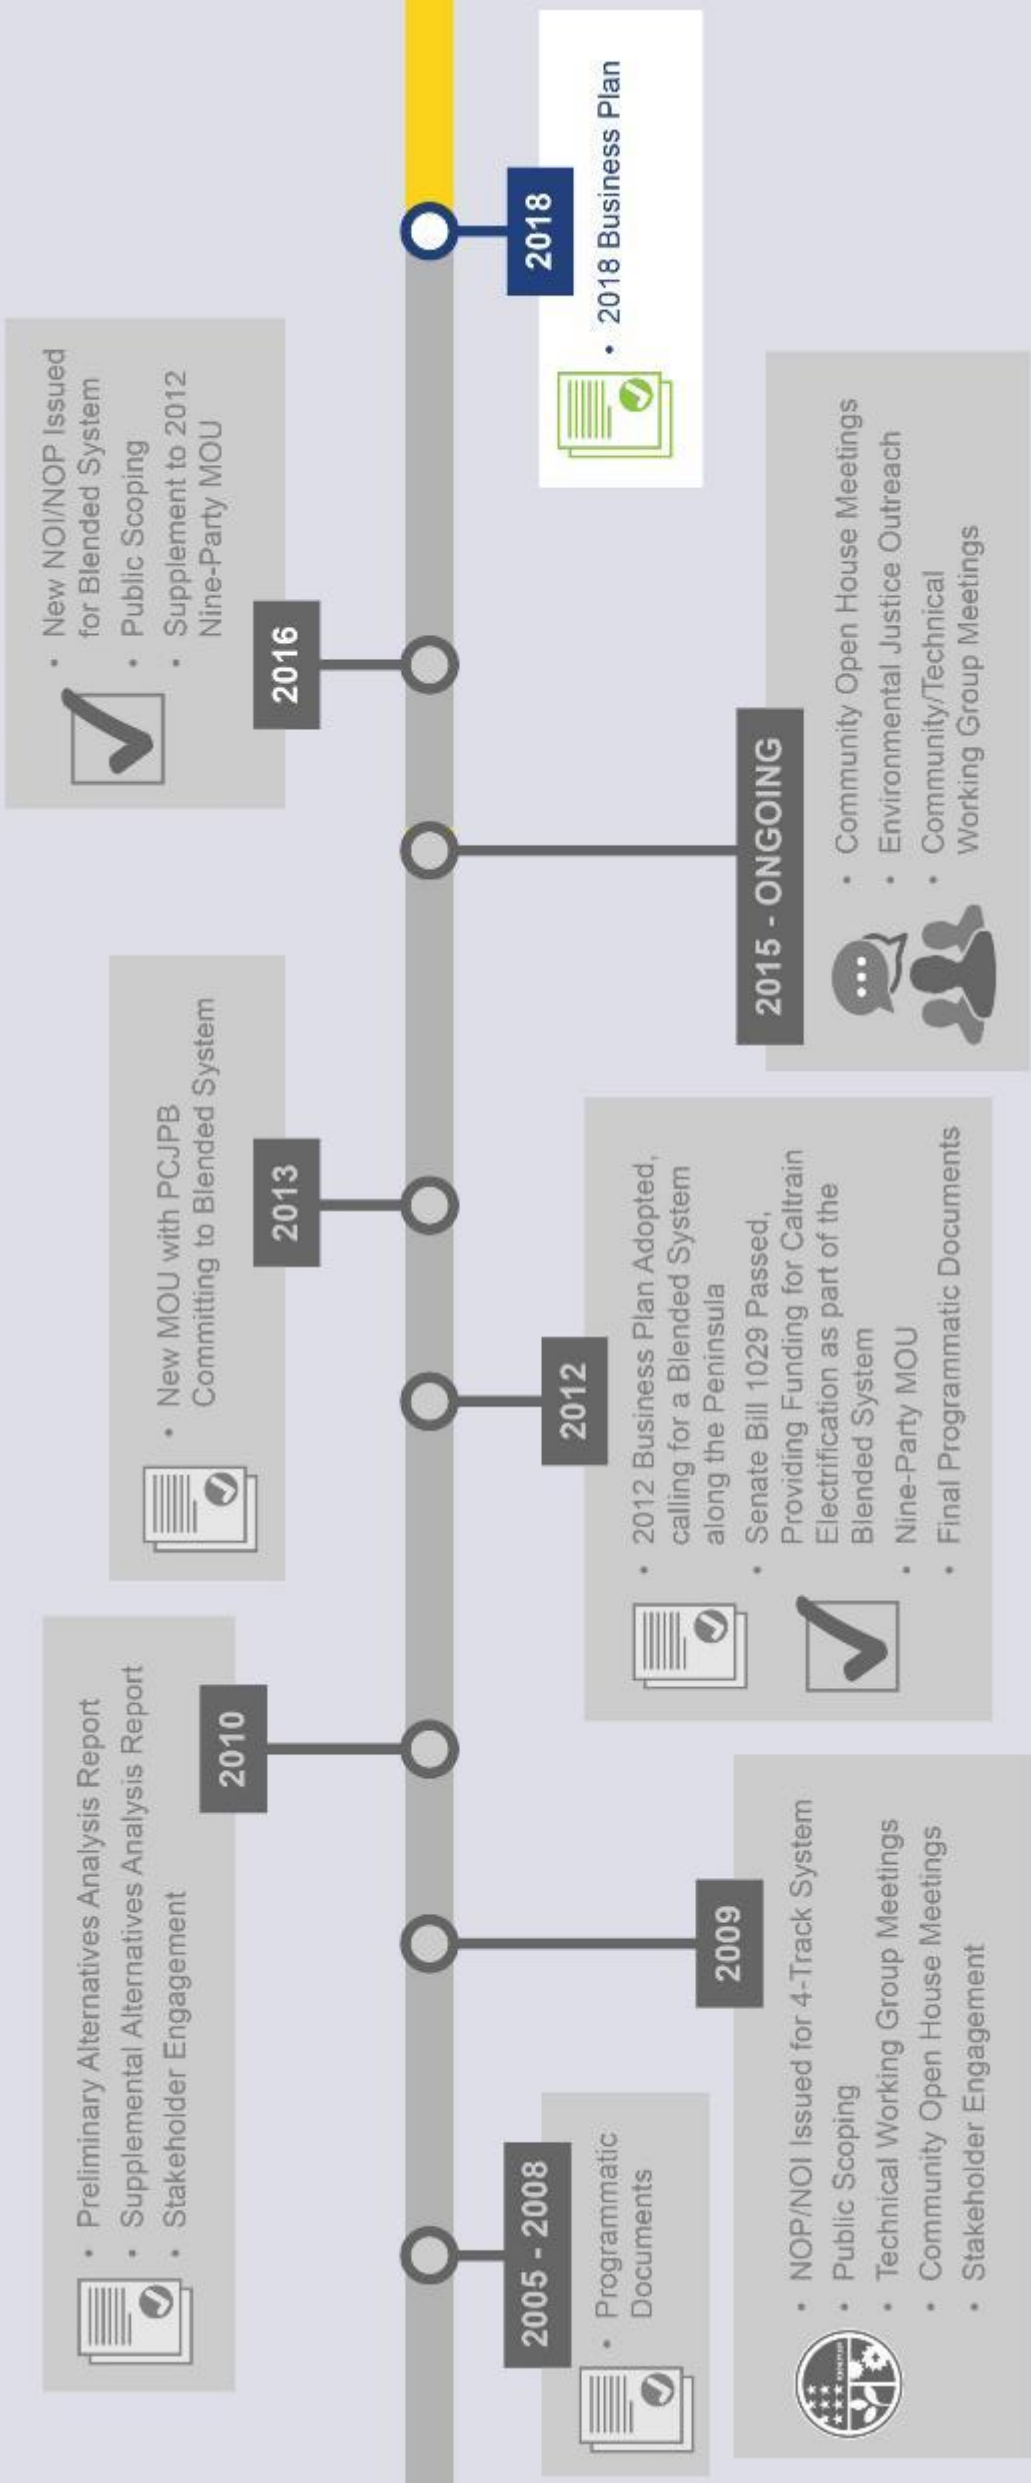 2005 - 2008
• Programmatic
Documents
2009
• NOP/NOI Issued for 4-Track System
• Public Scoping
• Technical Working Group Meetings
• Community Open House Meetings
• Stakeholder Engagement
• Preliminary Alternatives Analysis Report
• Supplemental Alternatives Analysis Report
• Stakeholder Engagement
2010
2012
• 2012 Business Plan Adopted,
calling for a Blended System
along the Peninsula
• Senate Bill 1029 Passed,
Providing Funding for Caltrain
Electrification as part of the
Blended System
• Nine-Party MOU
• Final Programmatic Documents
• New MOU with PCJPB
Committing to Blended System
2013
2015 - ONGOING
• Community Open House Meetings
• Environmental Justice Outreach
• Community/Technical
Working Group Meetings
• New NOI/NOP Issued
for Blended System
• Public Scoping
• Supplement to 2012
Nine-Party MOU
2016
2018
• 2018 Business Plan